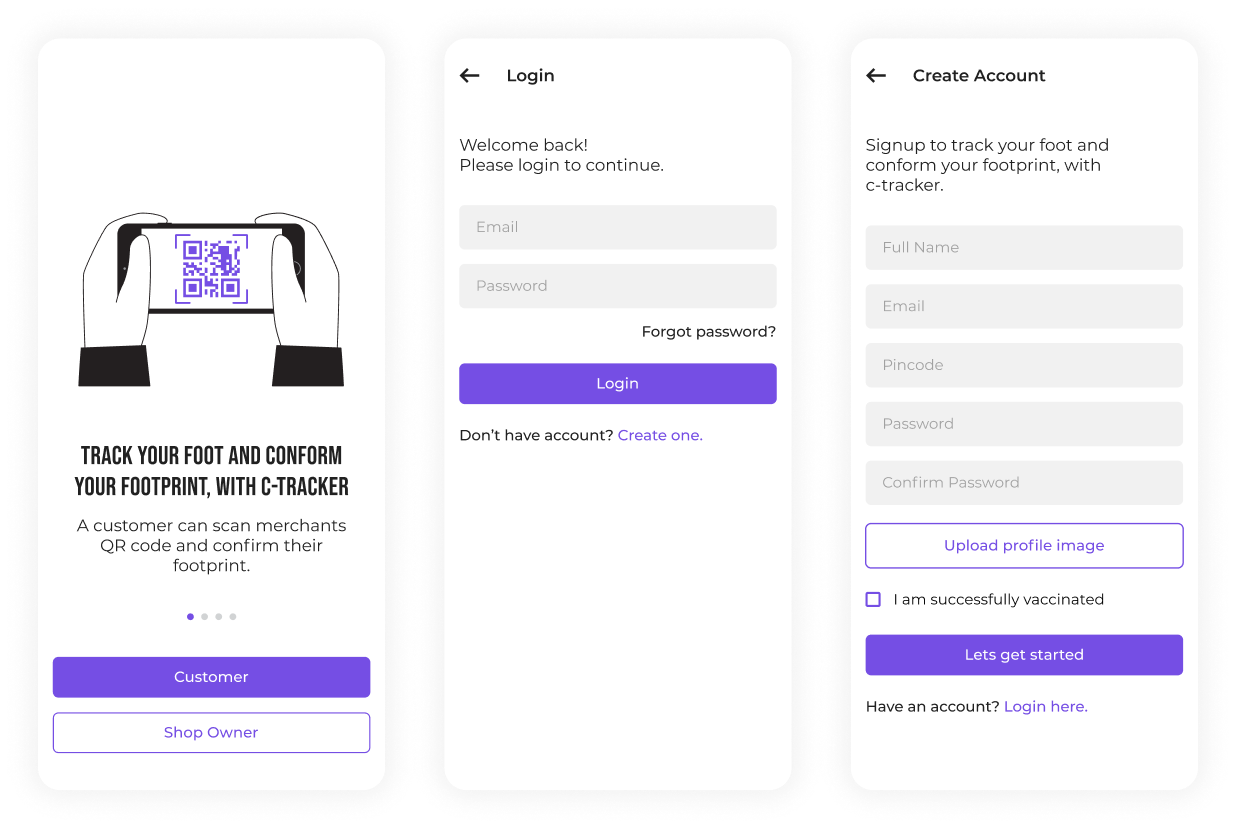 TRACK YOUR FOOT AND CONFORM
YOUR FOOTPRINT, WITH C-TRACKER
A customer can scan merchants
QR code and confirm their
footprint.
Customer
Shop Owner
Login
Welcome back!
Please login to continue.
Email
Password
Forgot password?
Login
Don’t have account? Create one.
Create Account
Signup to track your foot and
conform your footprint, with
c-tracker.
Full Name
Email
Pincode
Password
Confirm Password
Upload profile image
I am successfully vaccinated
Lets get started
Have an account? Login here.